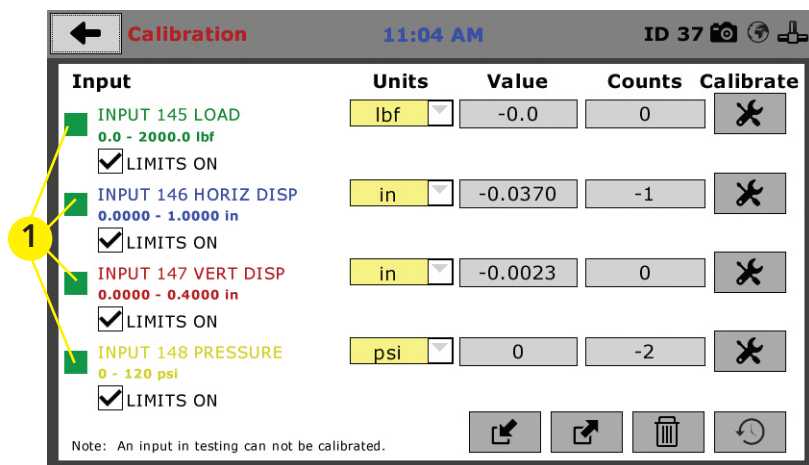 Calibration 11:04 AM ID 37
Input Units Value Counts Calibrate
INPUT 145 LOAD lbf -0.0 0
0.0 - 2000.0 lbf
LIMITS ON
INPUT 146 HORIZ DISP in -0.0370 -1
0.0000 - 1.0000 in
LIMITS ON
1
INPUT 147 VERT DISP in -0.0023 0
0.0000 - 0.4000 in
LIMITS ON
INPUT 148 PRESSURE psi 0 -2
0 - 120 psi
LIMITS ON
Note: An input in testing can not be calibrated.